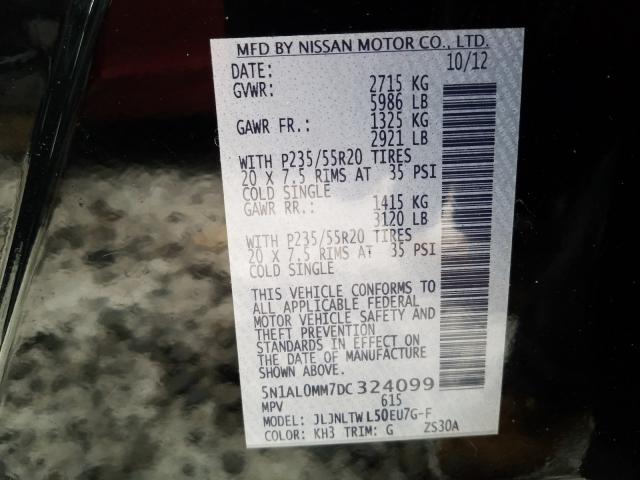 MFD BY NISSAN MOTOR CO., LTD.
DATE: 10/12
GVWR: 2715 KG
5986 LB
GAWR FR.: 1325 KG
2921 LB
WITH P235/55R20 TIRES
20 X 7.5 RIMS AT 35 PSI
COLD SINGLE
GAWR RR.: 1415 KG
3120 LB
WITH P235/55R20 TIRES
20 X 7.5 RIMS AT 35 PSI
COLD SINGLE
THIS VEHICLE CONFORMS TO
ALL APPLICABLE FEDERAL
MOTOR VEHICLE SAFETY AND
THEFT PREVENTION
STANDARDS IN EFFECT ON
THE DATE OF MANUFACTURE
SHOWN ABOVE.
5N1AL0MM7DC324099
MPV 615
MODEL: JLJNLTWL50EU7G-F
COLOR: KH3 TRIM: G ZS30A